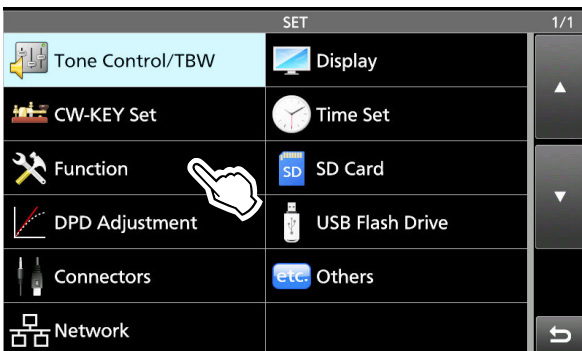 SET 1/1
Tone Control/TBW
Display
CW-KEY Set
Time Set
Function
SD SD Card
DPD Adjustment
USB Flash Drive
Connectors
etc. Others
Network